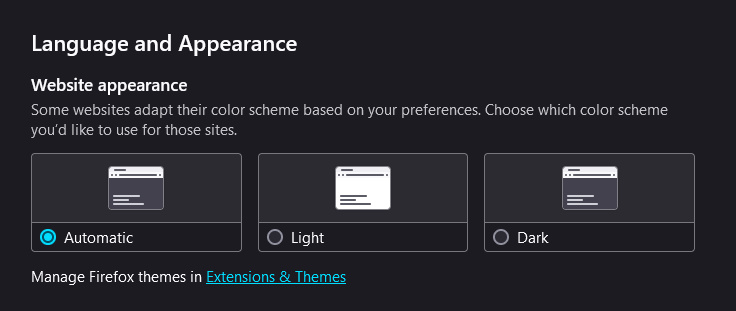 Language and Appearance
Website appearance
Some websites adapt their color scheme based on your preferences. Choose which color scheme
you’d like to use for those sites.
Automatic
Light
Dark
Manage Firefox themes in Extensions & Themes